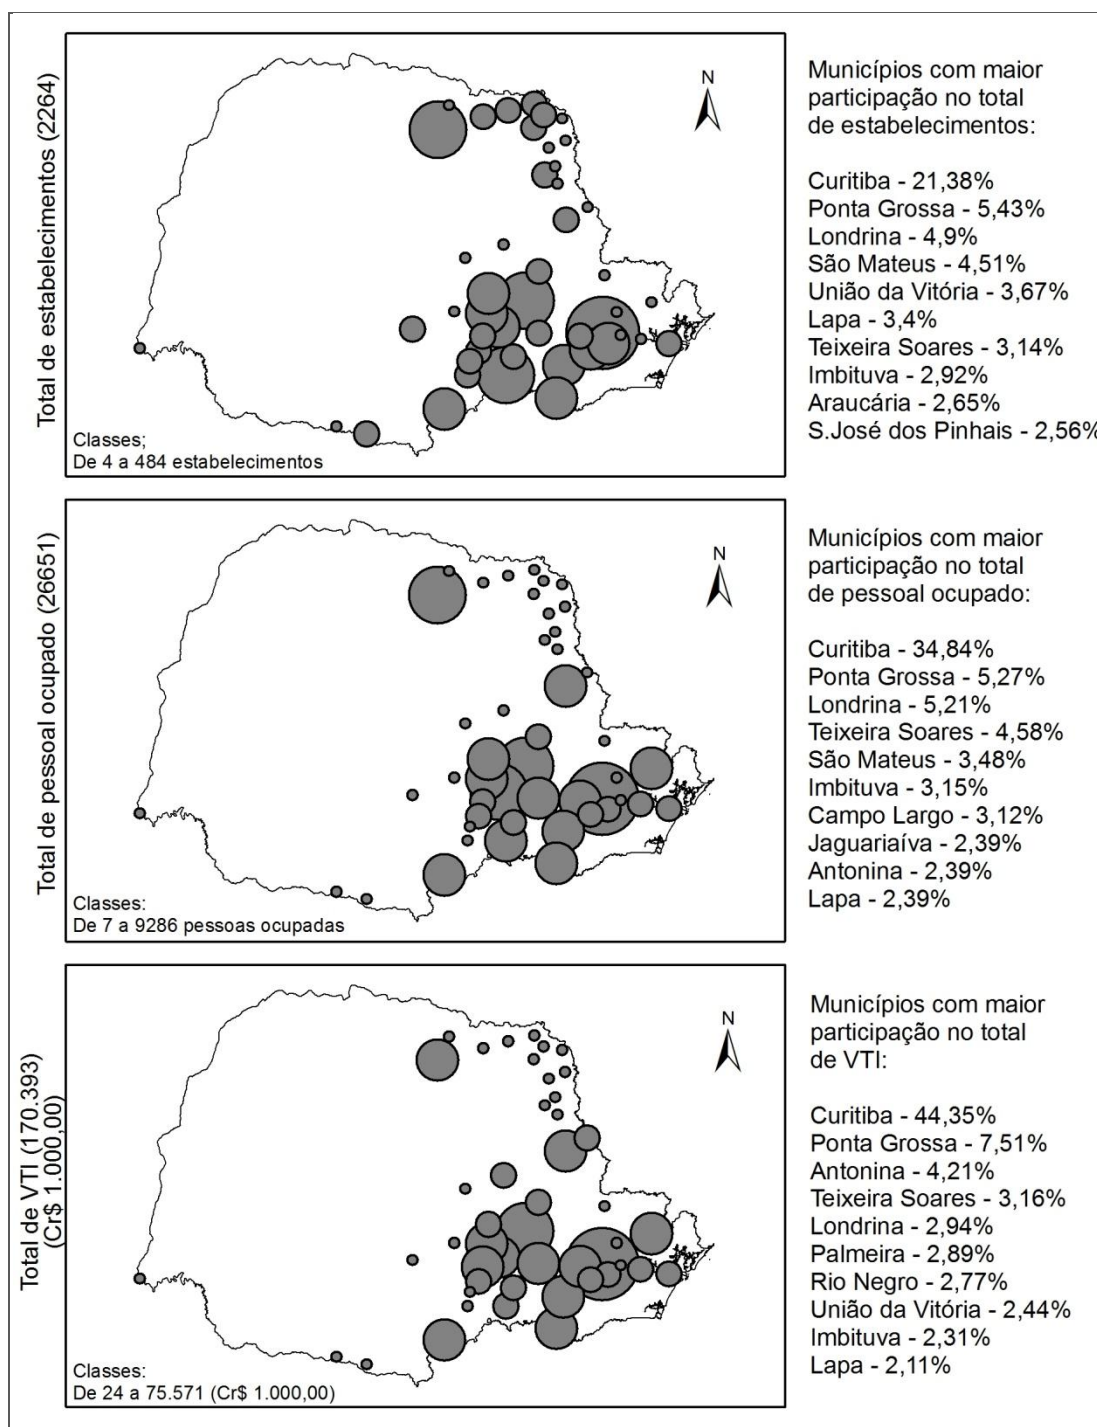 Total de estabelecimentos (2264)
N
Classes;
De 4 a 484 estabelecimentos
Municípios com maior
participação no total
de estabelecimentos:
Curitiba - 21,38%
Ponta Grossa - 5,43%
Londrina - 4,9%
São Mateus - 4,51%
União da Vitória - 3,67%
Lapa - 3,4%
Teixeira Soares - 3,14%
Imbituva - 2,92%
Araucária - 2,65%
S.José dos Pinhais - 2,56%
Total de pessoal ocupado (26651)
N
Classes:
De 7 a 9286 pessoas ocupadas
Municípios com maior
participação no total
de pessoal ocupado:
Curitiba - 34,84%
Ponta Grossa - 5,27%
Londrina - 5,21%
Teixeira Soares - 4,58%
São Mateus - 3,48%
Imbituva - 3,15%
Campo Largo - 3,12%
Jaguariaíva - 2,39%
Antonina - 2,39%
Lapa - 2,39%
Total de VTI (170.393)
(Cr$ 1.000,00)
N
Classes:
De 24 a 75.571 (Cr$ 1.000,00)
Municípios com maior
participação no total
de VTI:
Curitiba - 44,35%
Ponta Grossa - 7,51%
Antonina - 4,21%
Teixeira Soares - 3,16%
Londrina - 2,94%
Palmeira - 2,89%
Rio Negro - 2,77%
União da Vitória - 2,44%
Imbituva - 2,31%
Lapa - 2,11%